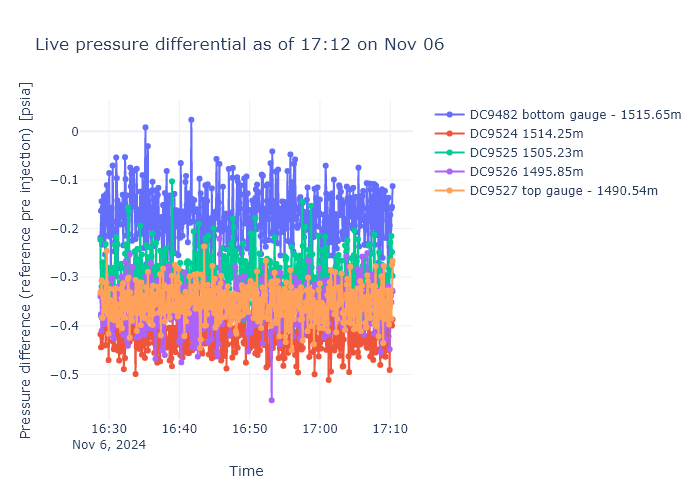 Live pressure differential as of 17:12 on Nov 06
Pressure difference (reference pre injection) [psia]
0
−0.1
−0.2
−0.3
−0.4
−0.5
16:30
Nov 6, 2024
16:40
16:50
17:00
17:10
Time
DC9482 bottom gauge - 1515.65m
DC9524 1514.25m
DC9525 1505.23m
DC9526 1495.85m
DC9527 top gauge - 1490.54m